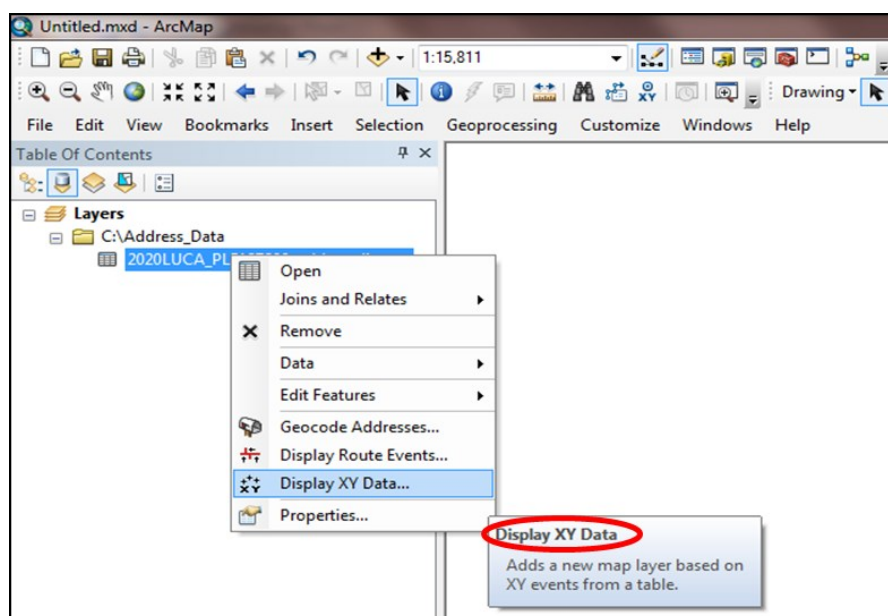 Untitled.mxd - ArcMap
1:15,811
Drawing
File Edit View Bookmarks Insert Selection Geoprocessing Customize Windows Help
Table Of Contents
Layers
C:\Address_Data
Open
Joins and Relates
Remove
Data
Edit Features
Geocode Addresses...
Display Route Events...
Display XY Data...
Properties...
Display XY Data
Adds a new map layer based on
XY events from a table.